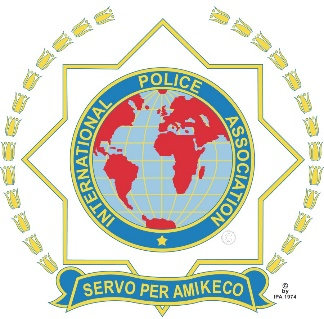 INTERNATIONAL POLICE ASSOCIATION
SERVO PER AMIKECO
©
by
IPA 1974